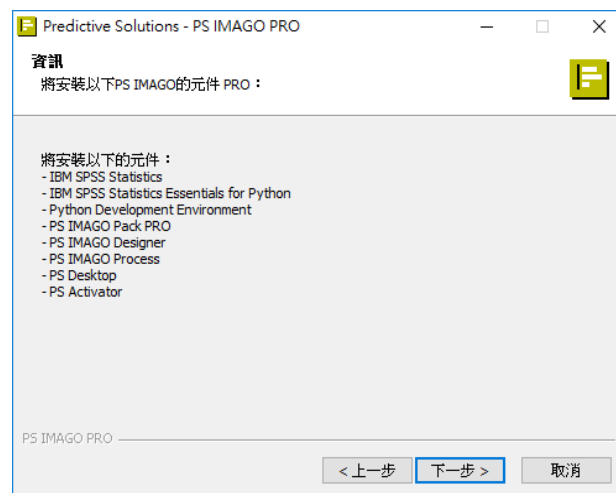 Predictive Solutions - PS IMAGO PRO
資訊
將安裝以下PS IMAGO的元件 PRO：
將安裝以下的元件：
- IBM SPSS Statistics
- IBM SPSS Statistics Essentials for Python
- Python Development Environment
- PS IMAGO Pack PRO
- PS IMAGO Designer
- PS IMAGO Process
- PS Desktop
- PS Activator
PS IMAGO PRO
< 上一步 下一步 > 取消